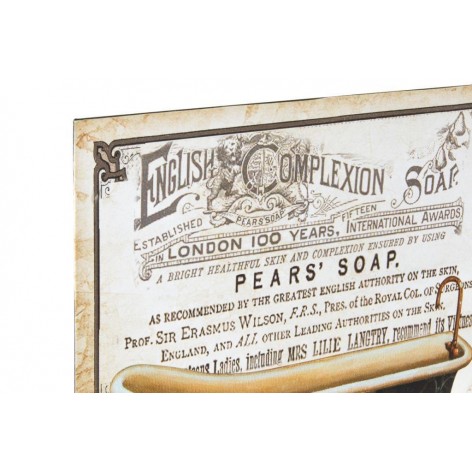 ENGLISH COMPLEXION SOAP.
PEARS' SOAP
ESTABLISHED FIFTEEN
IN LONDON 100 YEARS, INTERNATIONAL AWARDS
A BRIGHT HEALTHFUL SKIN AND COMPLEXION ENSURED BY USING
PEARS' SOAP.
AS RECOMMENDED BY THE GREATEST ENGLISH AUTHORITY ON THE SKIN,
PROF. SIR ERASMUS WILSON, F.R.S., PRES. OF THE ROYAL COL. OF SURGEONS
ENGLAND, AND ALL OTHER LEADING AUTHORITIES ON THE SKIN.
Ladies, including MRS LILIE LANGTRY, recommend its